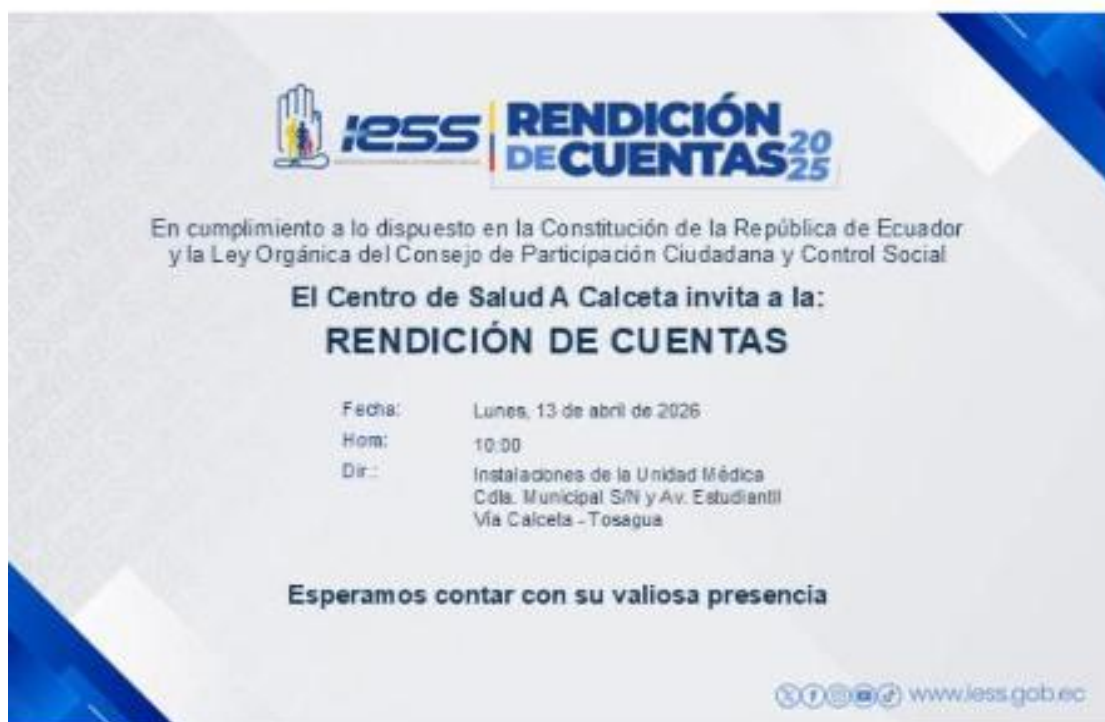 IESS RENDICIÓN DE CUENTAS 2025
En cumplimiento a lo dispuesto en la Constitución de la República de Ecuador
y la Ley Orgánica del Consejo de Participación Ciudadana y Control Social
El Centro de Salud A Calceta invita a la:
RENDICIÓN DE CUENTAS
Fecha: Lunes, 13 de abril de 2026
Hora: 10:00
Dir.: Instalaciones de la Unidad Médica
Cdla. Municipal S/N y Av. Estudiantil
Vía Calceta - Tosagua
Esperamos contar con su valiosa presencia
www.iess.gob.ec